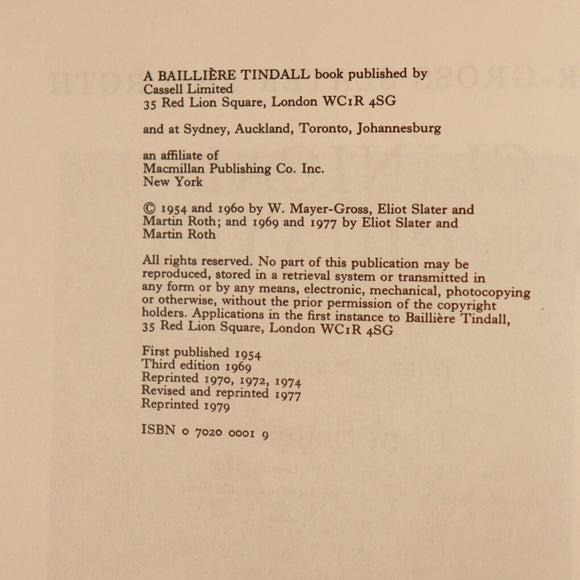 A BAILLIÈRE TINDALL book published by
Cassell Limited
35 Red Lion Square, London WC1R 4SG
and at Sydney, Auckland, Toronto, Johannesburg
an affiliate of
Macmillan Publishing Co. Inc.
New York
© 1954 and 1960 by W. Mayer-Gross, Eliot Slater and
Martin Roth; and 1969 and 1977 by Eliot Slater and
Martin Roth
All rights reserved. No part of this publication may be
reproduced, stored in a retrieval system or transmitted in
any form or by any means, electronic, mechanical, photocopying
or otherwise, without the prior permission of the copyright
holders. Applications in the first instance to Baillière Tindall,
35 Red Lion Square, London WC1R 4SG
First published 1954
Third edition 1969
Reprinted 1970, 1972, 1974
Revised and reprinted 1977
Reprinted 1979
ISBN 0 7020 0001 9